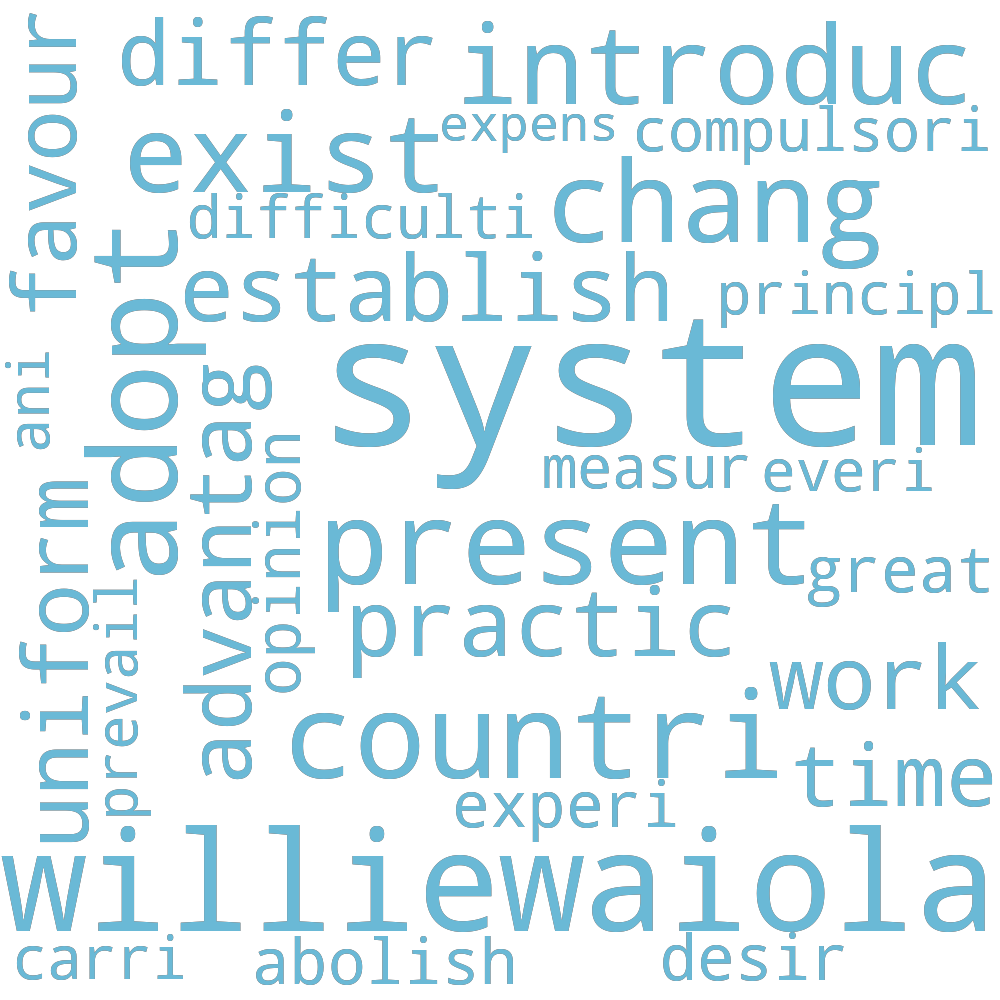 differ
introduc
favour
expens
compulsori
exist
difficulti
chang
adopt
establish
principl
system
ani
advantag
opinion
measur
everi
uniform
present
great
prevail
practic
work
countri
time
experi
williewaiola
carri
abolish
desir